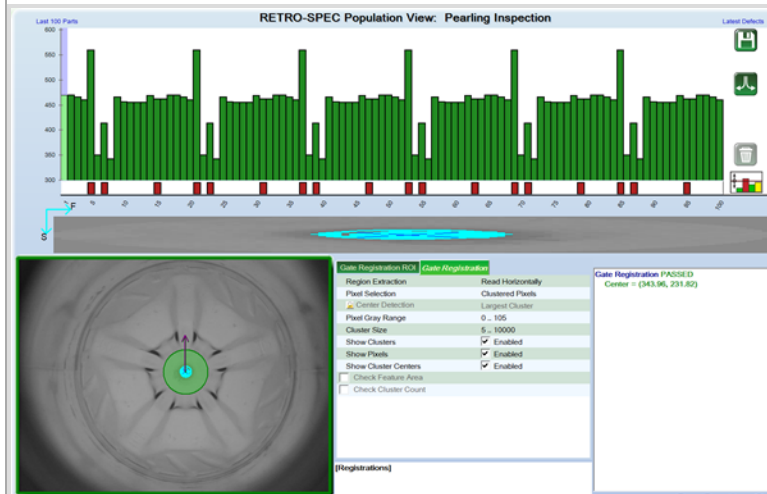 Last 100 Parts
RETRO-SPEC Population View: Pearling Inspection
Latest Defects
600
550
500
450
400
350
300
1 5 10 15 20 25 30 35 40 45 50 55 60 65 70 75 80 85 90 95 100
F
S
Gate Registration ROI Gate Registration
Region Extraction Read Horizontally
Pixel Selection Clustered Pixels
Center Detection Largest Cluster
Pixel Gray Range 0 .. 105
Cluster Size 5 .. 10000
Show Clusters Enabled
Show Pixels Enabled
Show Cluster Centers Enabled
Check Feature Area
Check Cluster Count
[Registrations]
Gate Registration PASSED
Center = (343.96, 231.82)